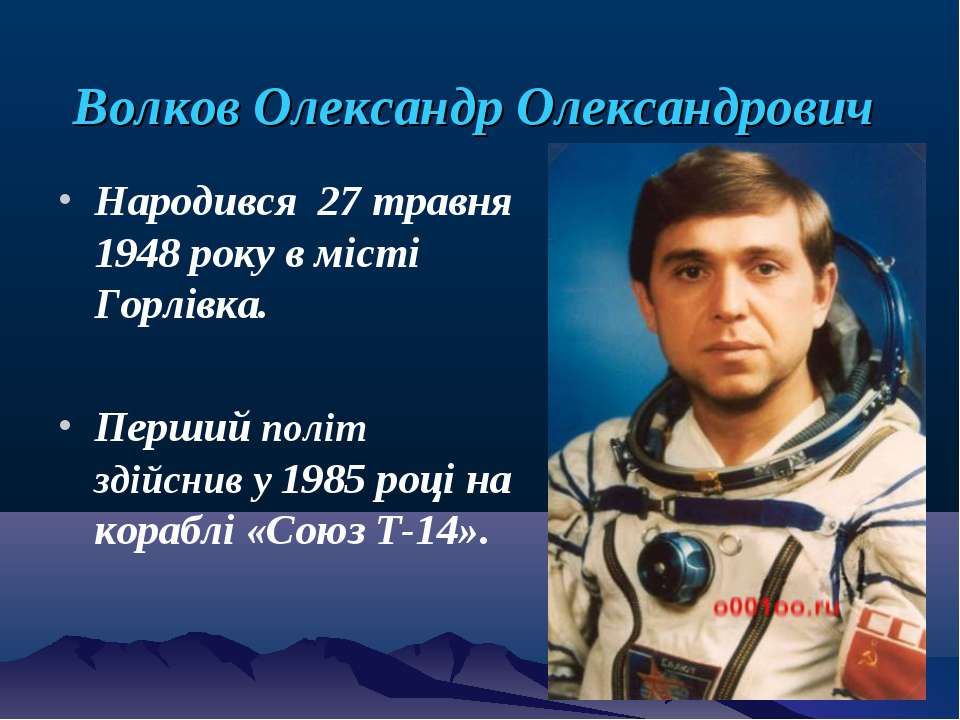 Волков Олександр Олександрович
• Народився 27 травня
1948 року в місті
Горлівка.
• Перший політ
здійснив у 1985 році на
кораблі «Союз Т-14».
o001oo.ru